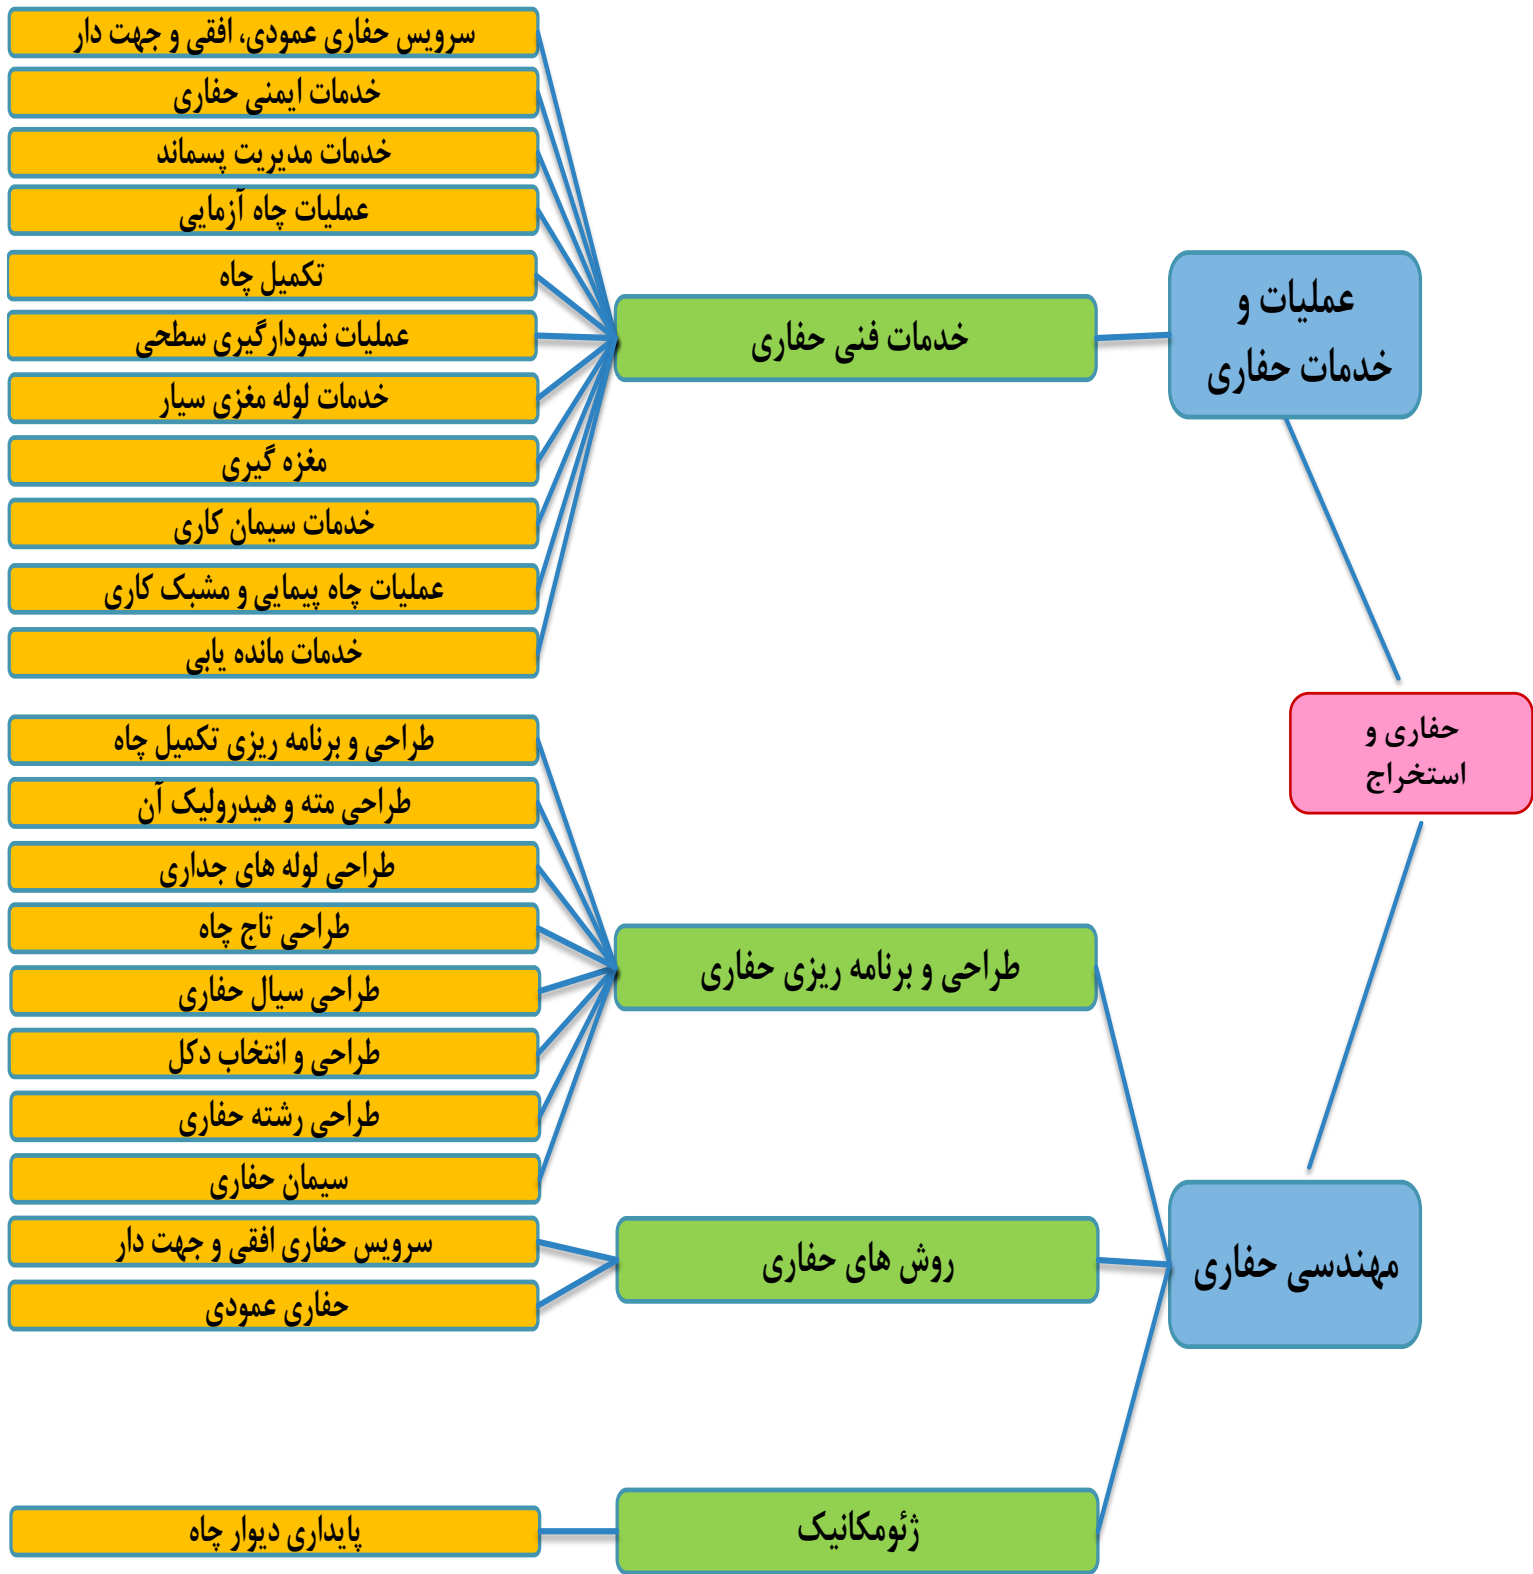 حفاری و
استخراج
عملیات و
خدمات حفاری
خدمات فنی حفاری
سرویس حفاری عمودی، افقی و جهت دار
خدمات ایمنی حفاری
خدمات مدیریت پسماند
عملیات چاه آزمایی
تکمیل چاه
عملیات نمودارگیری سطحی
خدمات لوله مغزی سیار
مغزه گیری
خدمات سیمان کاری
عملیات چاه پیمایی و مشبک کاری
خدمات مانده یابی
مهندسی حفاری
طراحی و برنامه ریزی حفاری
طراحی و برنامه ریزی تکمیل چاه
طراحی مته و هیدرولیک آن
طراحی لوله های جداری
طراحی تاج چاه
طراحی سیال حفاری
طراحی و انتخاب دکل
طراحی رشته حفاری
سیمان حفاری
روش های حفاری
سرویس حفاری افقی و جهت دار
حفاری عمودی
ژئومکانیک
پایداری دیوار چاه